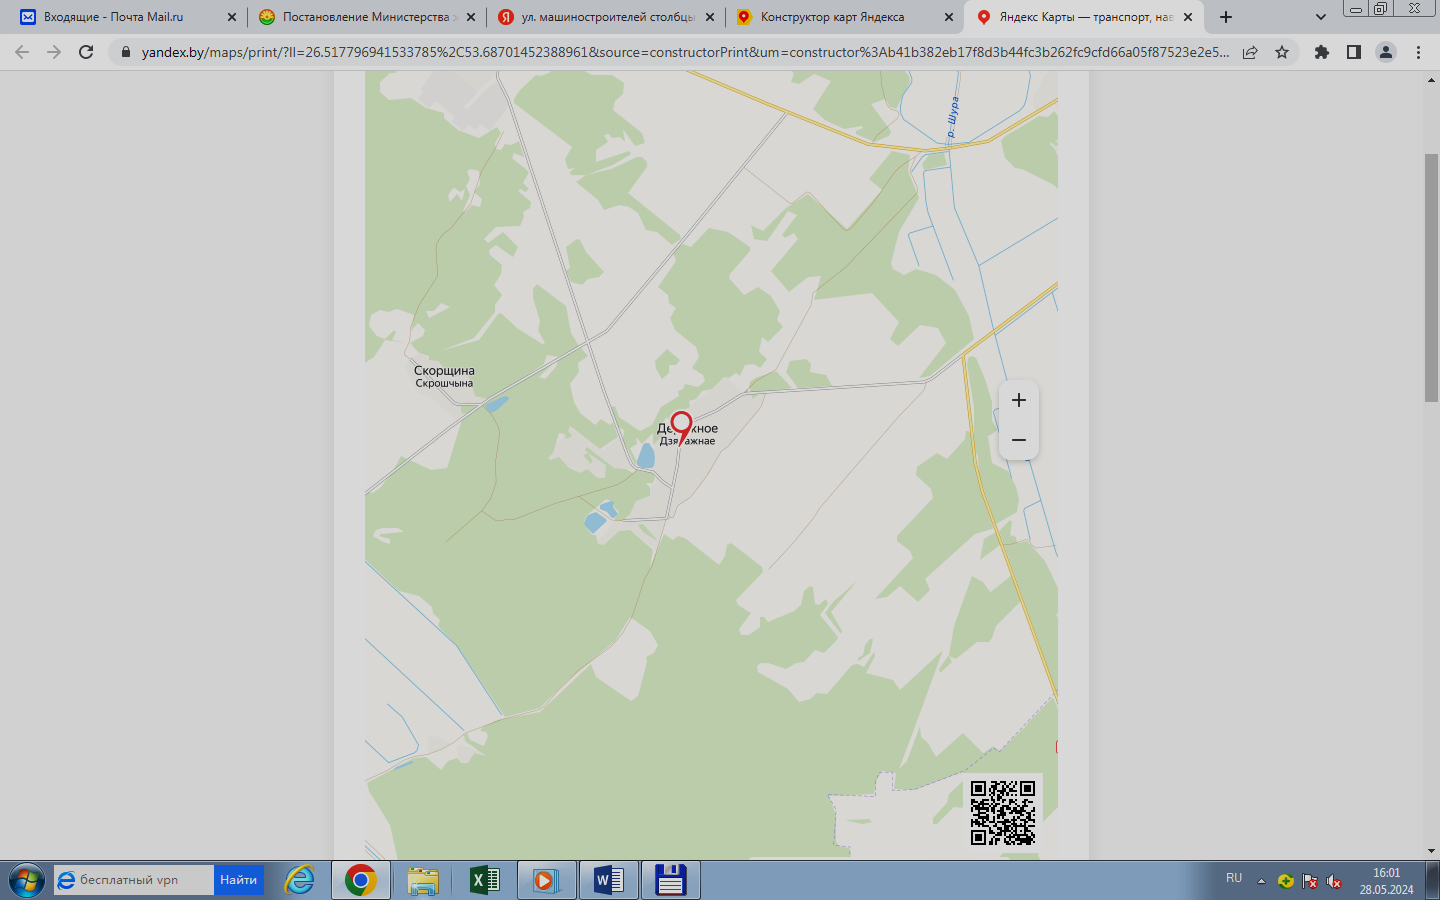 Входящие - Почта Mail.ru
Постановление Министерства
ул. машиностроителей столбцы
Конструктор карт Яндекса
Яндекс Карты — транспорт, нав
yandex.by/maps/print/?ll=26.517796941533785%2C53.68701452388961&source=constructorPrint&um=constructor%3Ab41b382eb17f8d3b44fc3b262fc9cfd66a05f87523e2e5...
р. Шура
Скорщина
Скрошчына
+
−
бесплатный vpn
Найти
RU
16:01
28.05.2024